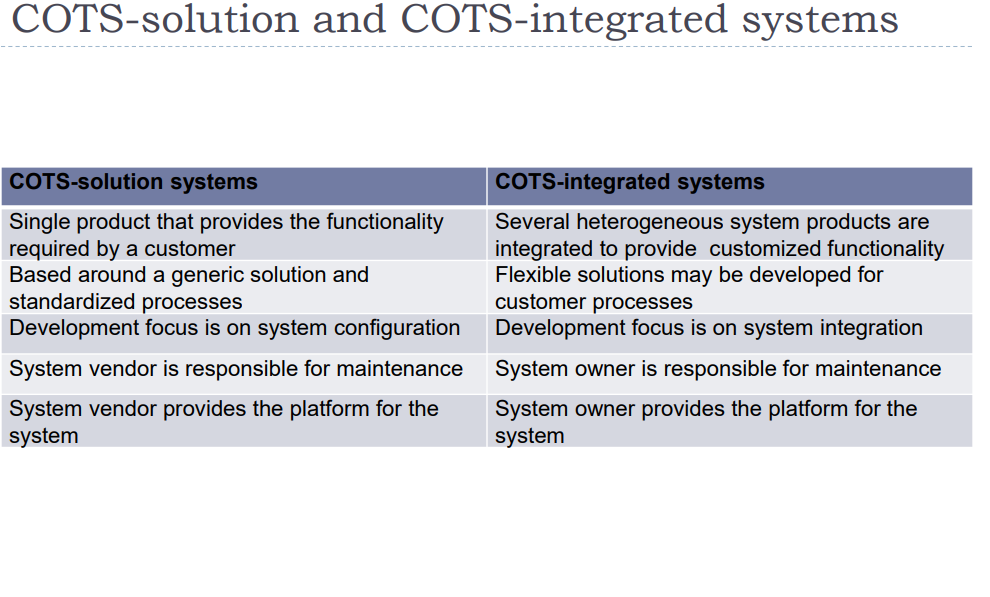 COTS-solution and COTS-integrated systems
COTS-solution systems
COTS-integrated systems
Single product that provides the functionality
required by a customer
Several heterogeneous system products are
integrated to provide  customized functionality
Based around a generic solution and
standardized processes
Flexible solutions may be developed for
customer processes
Development focus is on system configuration
Development focus is on system integration
System vendor is responsible for maintenance
System owner is responsible for maintenance
System vendor provides the platform for the
system
System owner provides the platform for the
system